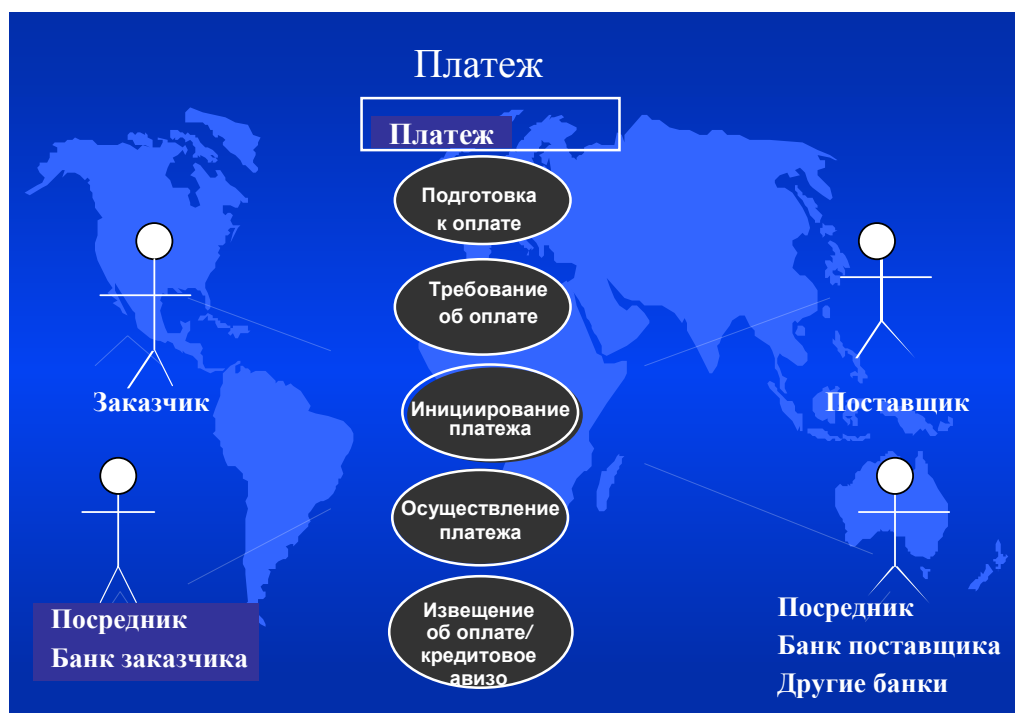 Платеж
Платеж
Подготовка
к оплате
Требование
об оплате
Инициирование
платежа
Осуществление
платежа
Извещение
об оплате/
кредитовое
авизо
Заказчик
Поставщик
Посредник
Банк заказчика
Посредник
Банк поставщика
Другие банки